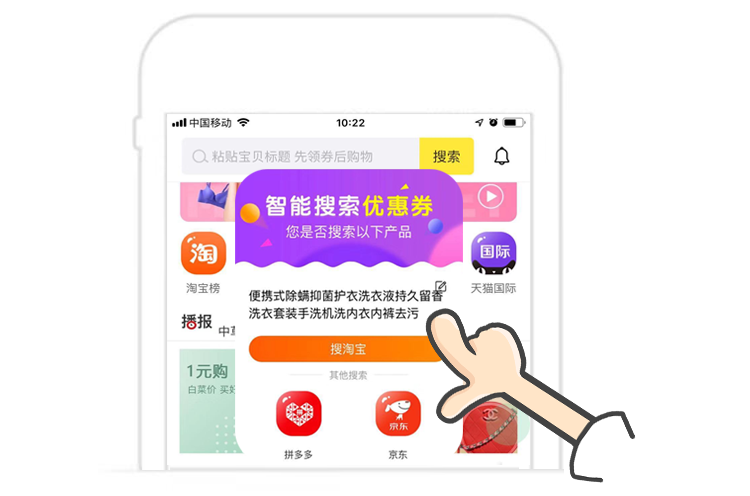 中国移动
10:22
粘贴宝贝标题 先领券后购物
搜索
智能搜索优惠券
您是否搜索以下产品
淘
国际
淘宝榜
天猫国际
便携式除螨抑菌护衣洗衣液持久留香
洗衣套装手洗机洗内衣内裤去污
播报
搜淘宝
其他搜索
1元购
白菜价 买好
京东
拼多多
京东